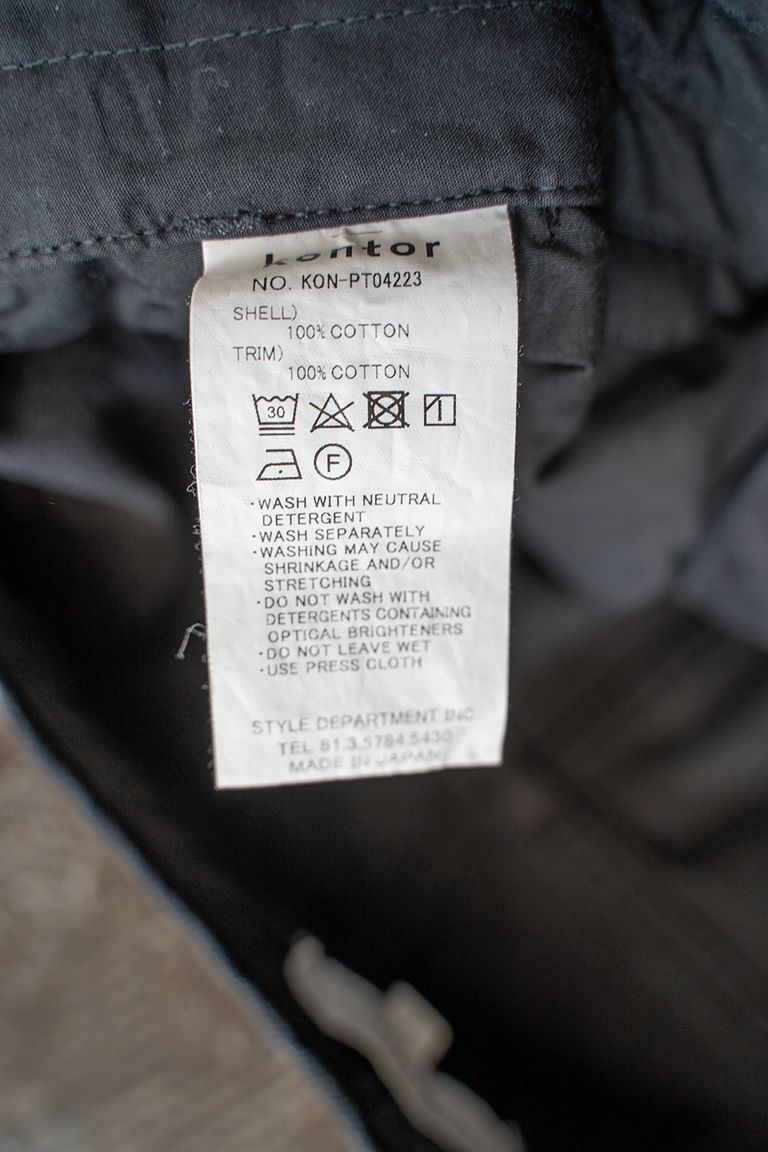 kontor
NO. KON-PT04223
SHELL)
100% COTTON
TRIM)
100% COTTON
30
F
·WASH WITH NEUTRAL
DETERGENT
·WASH SEPARATELY
·WASHING MAY CAUSE
SHRINKAGE AND/OR
STRETCHING
·DO NOT WASH WITH
DETERGENTS CONTAINING
OPTICAL BRIGHTENERS
·DO NOT LEAVE WET
·USE PRESS CLOTH
STYLE DEPARTMENT INC
TEL 81.3.5784.5430
MADE IN JAPAN